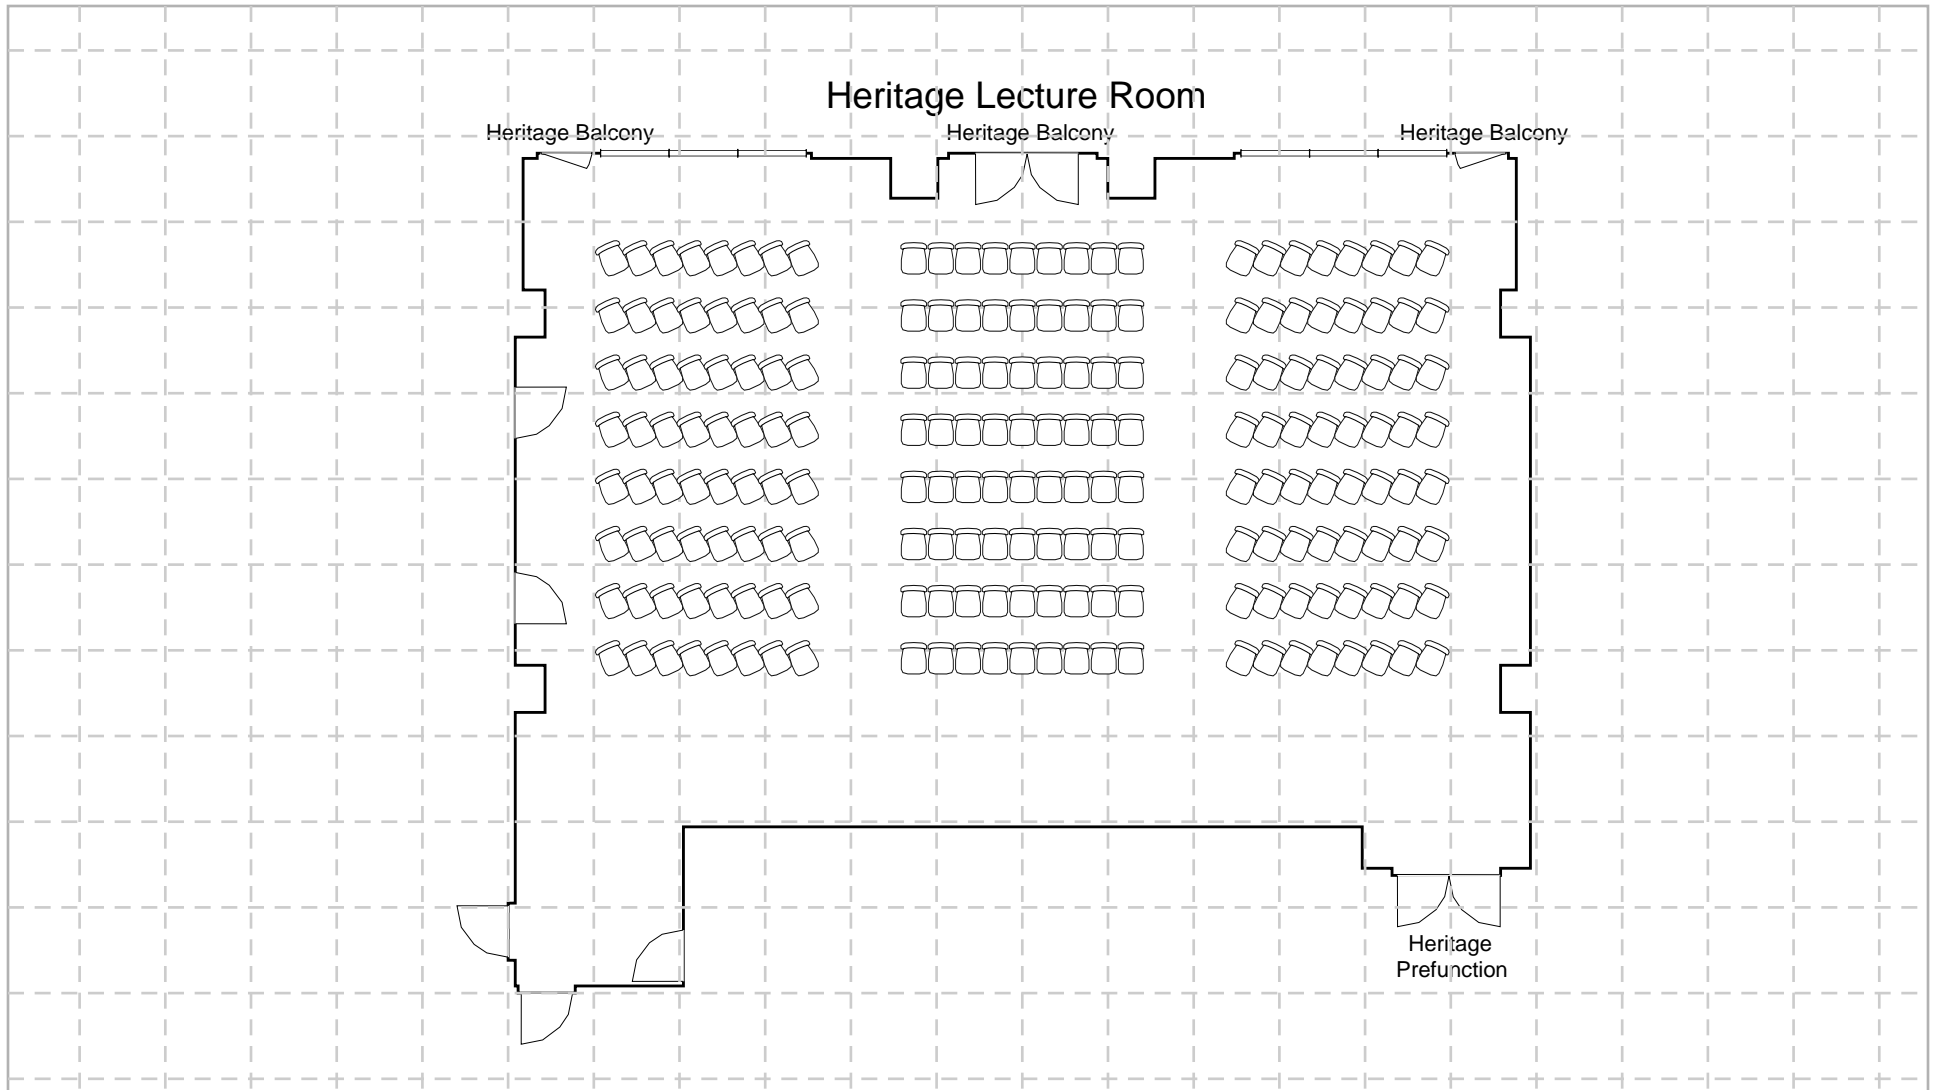 Heritage Lecture Room
Heritage Balcony
Heritage Balcony
Heritage Balcony
Heritage
Prefunction